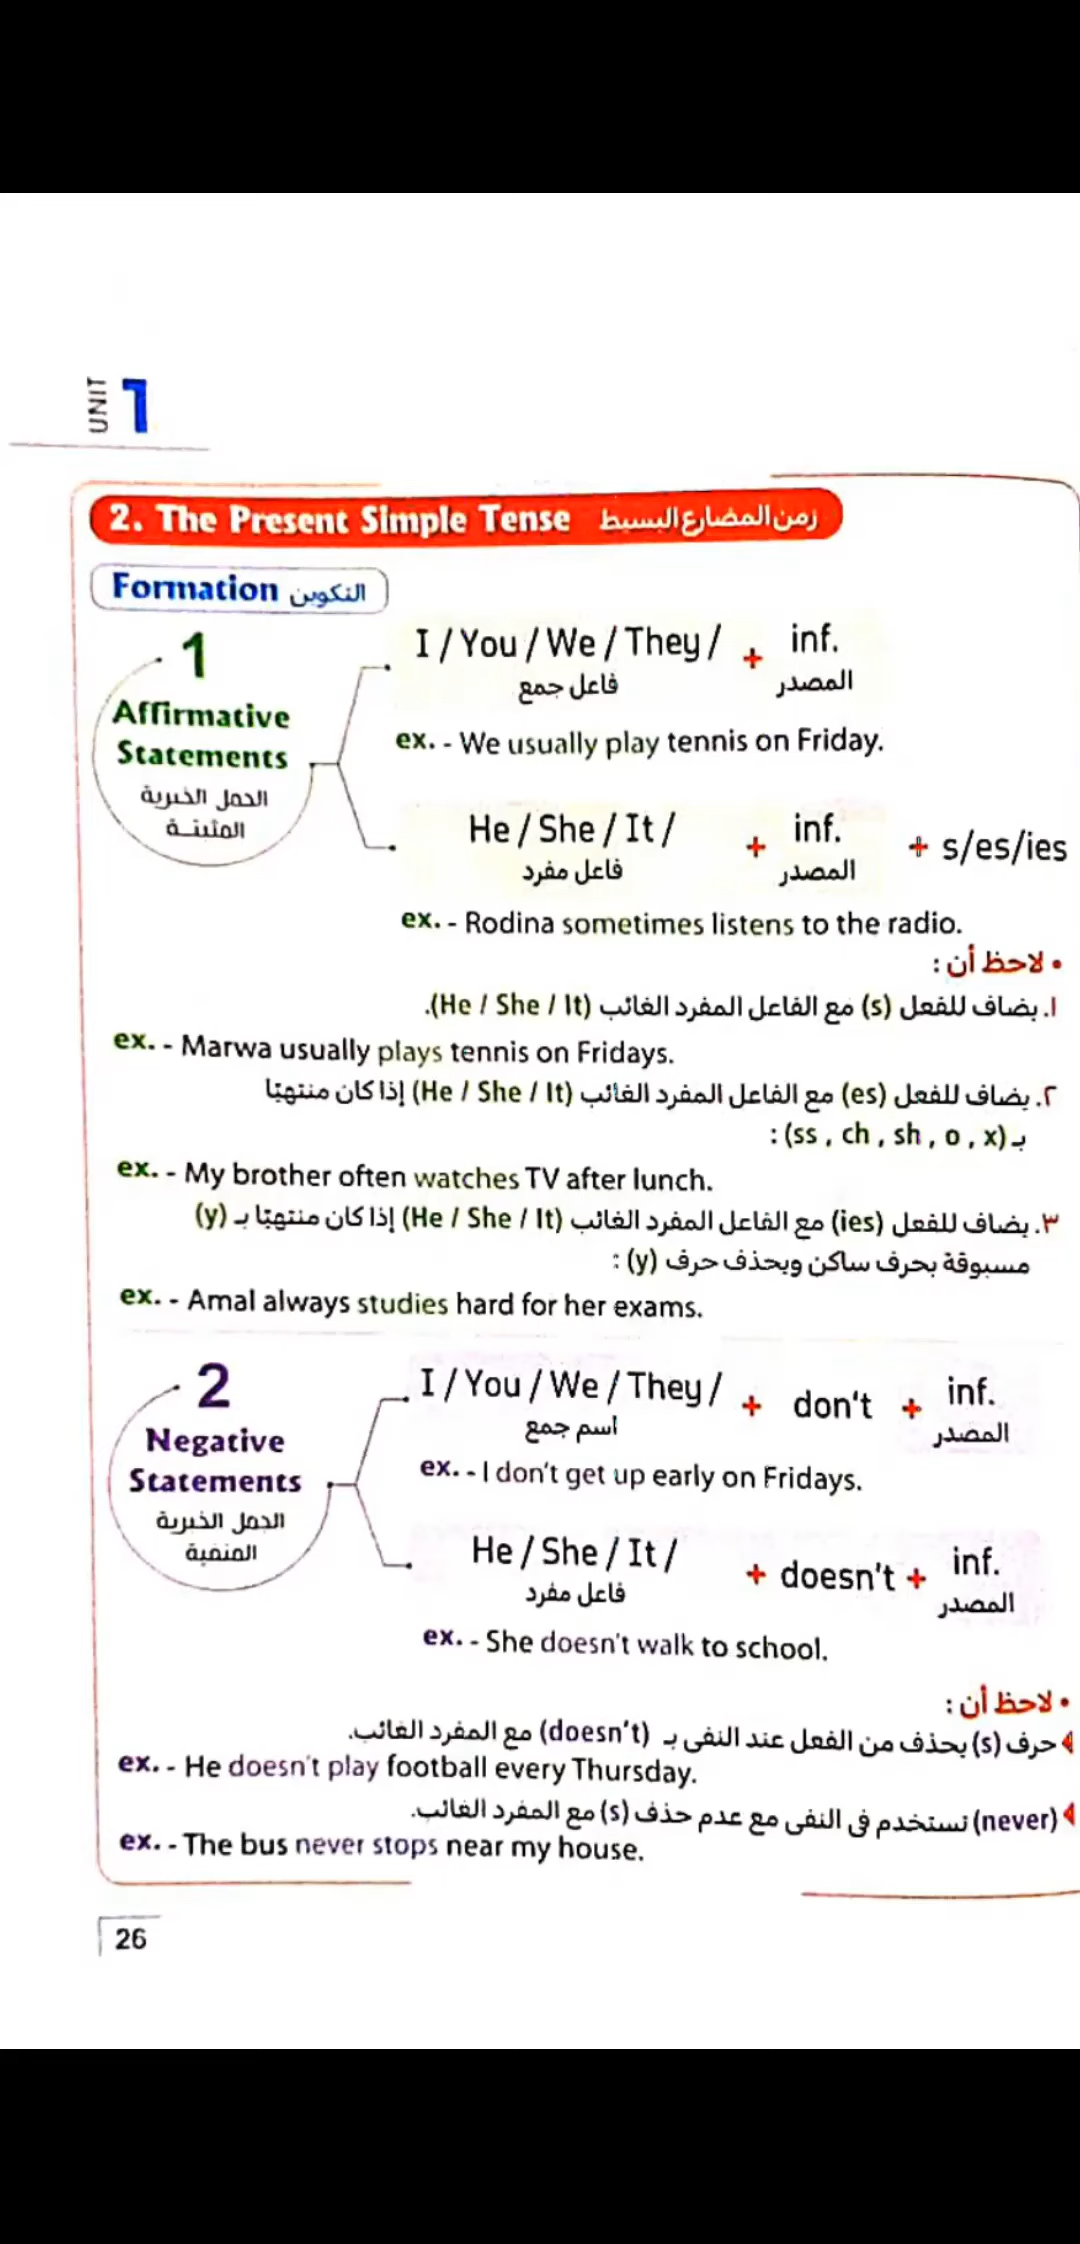 UNIT 1
2. The Present Simple Tense زمن المضارع البسيط
Formation التكوين
1
Affirmative
Statements
الجمل الخبرية
المثبتة
I / You / We / They / + inf.
فاعل جمع المصدر
ex. - We usually play tennis on Friday.
He / She / It / + inf. + s/es/ies
فاعل مفرد المصدر
ex. - Rodina sometimes listens to the radio.
• لاحظ أن :
١. يضاف للفعل (s) مع الفاعل المفرد الغائب (He / She / It).
ex. - Marwa usually plays tennis on Fridays.
٢. يضاف للفعل (es) مع الفاعل المفرد الغائب (He / She / It) إذا كان منتهيًا
بـ (ss , ch , sh , o , x) :
ex. - My brother often watches TV after lunch.
٣. يضاف للفعل (ies) مع الفاعل المفرد الغائب (He / She / It) إذا كان منتهيًا بـ (y)
مسبوقة بحرف ساكن ويحذف حرف (y) :
ex. - Amal always studies hard for her exams.
2
Negative
Statements
الجمل الخبرية
المنفية
I / You / We / They / + don't + inf.
اسم جمع المصدر
ex. - I don't get up early on Fridays.
He / She / It / + doesn't + inf.
فاعل مفرد المصدر
ex. - She doesn't walk to school.
• لاحظ أن :
حرف (s) يحذف من الفعل عند النفى بـ (doesn't) مع المفرد الغائب.
ex. - He doesn't play football every Thursday.
(never) تستخدم فى النفى مع عدم حذف (s) مع المفرد الغائب.
ex. - The bus never stops near my house.
26